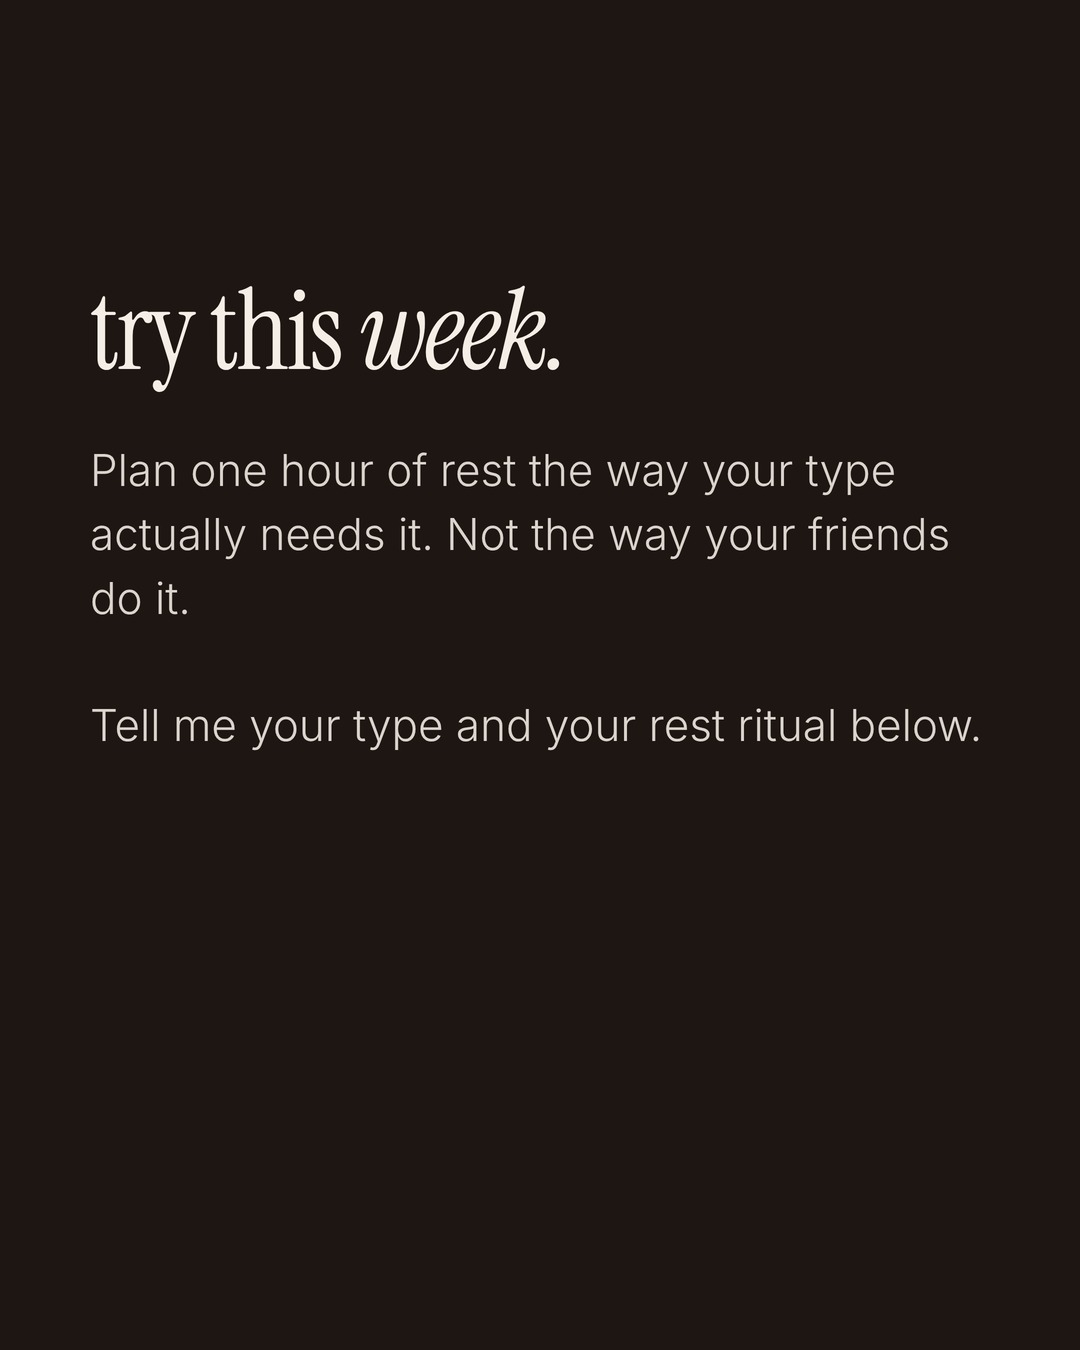 try this week.
Plan one hour of rest the way your type
actually needs it. Not the way your friends
do it.
Tell me your type and your rest ritual below.